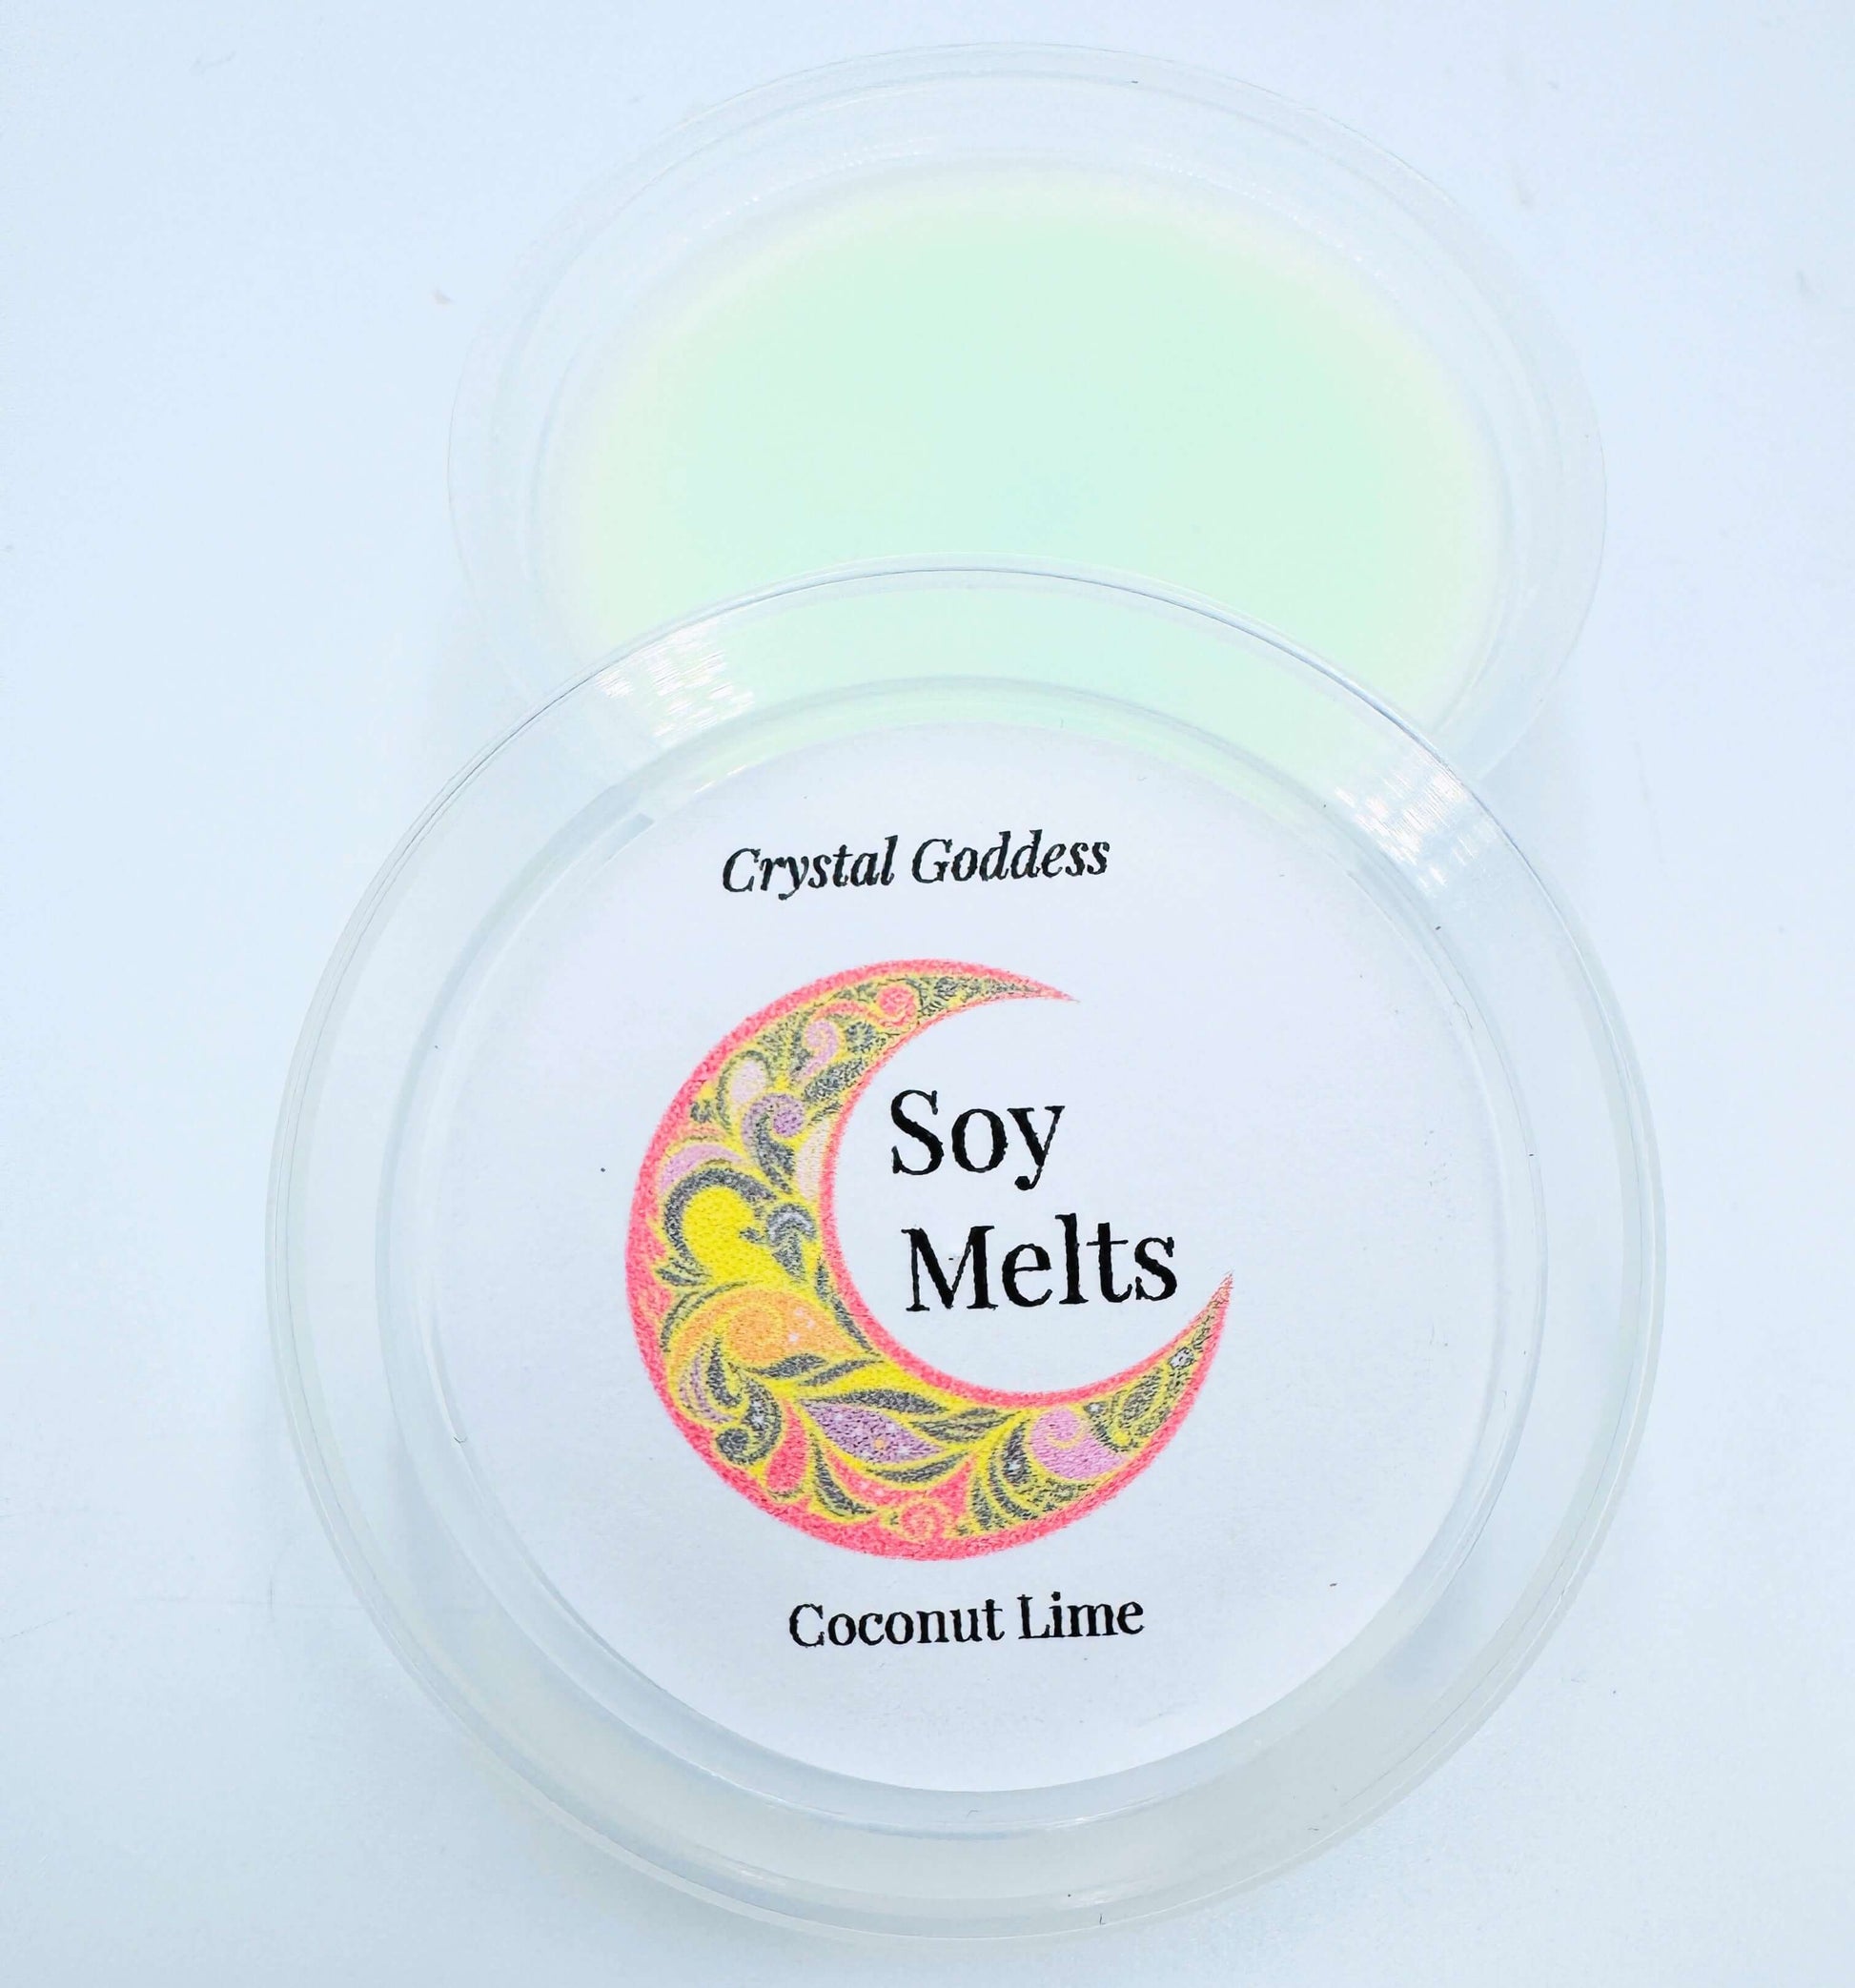 Crystal Goddess
Soy
Melts
Coconut Lime